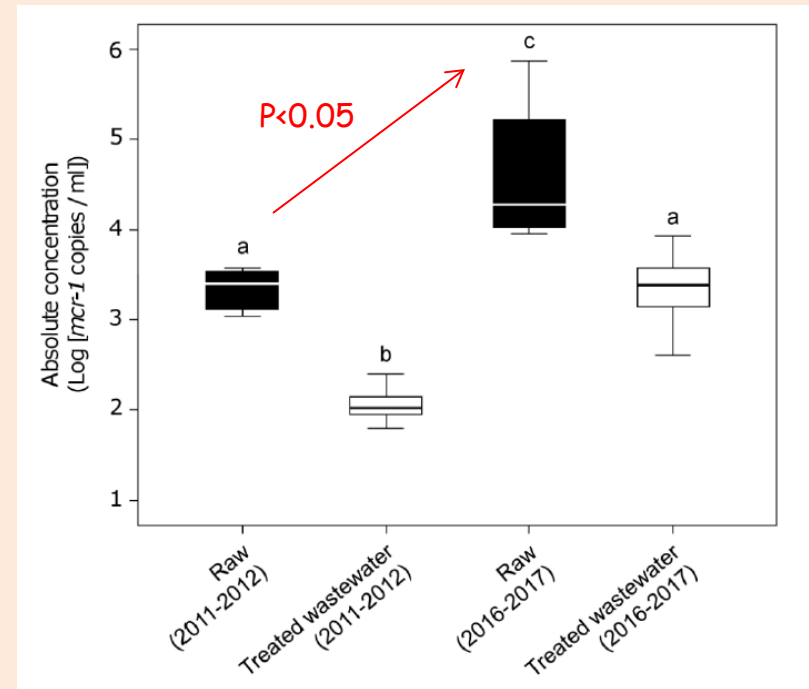 Absolute concentration
(Log [mcr-1 copies / ml])
6
5
4
3
2
1
P<0.05
a
b
c
a
Raw
(2011-2012)
Treated wastewater
(2011-2012)
Raw
(2016-2017)
Treated wastewater
(2016-2017)